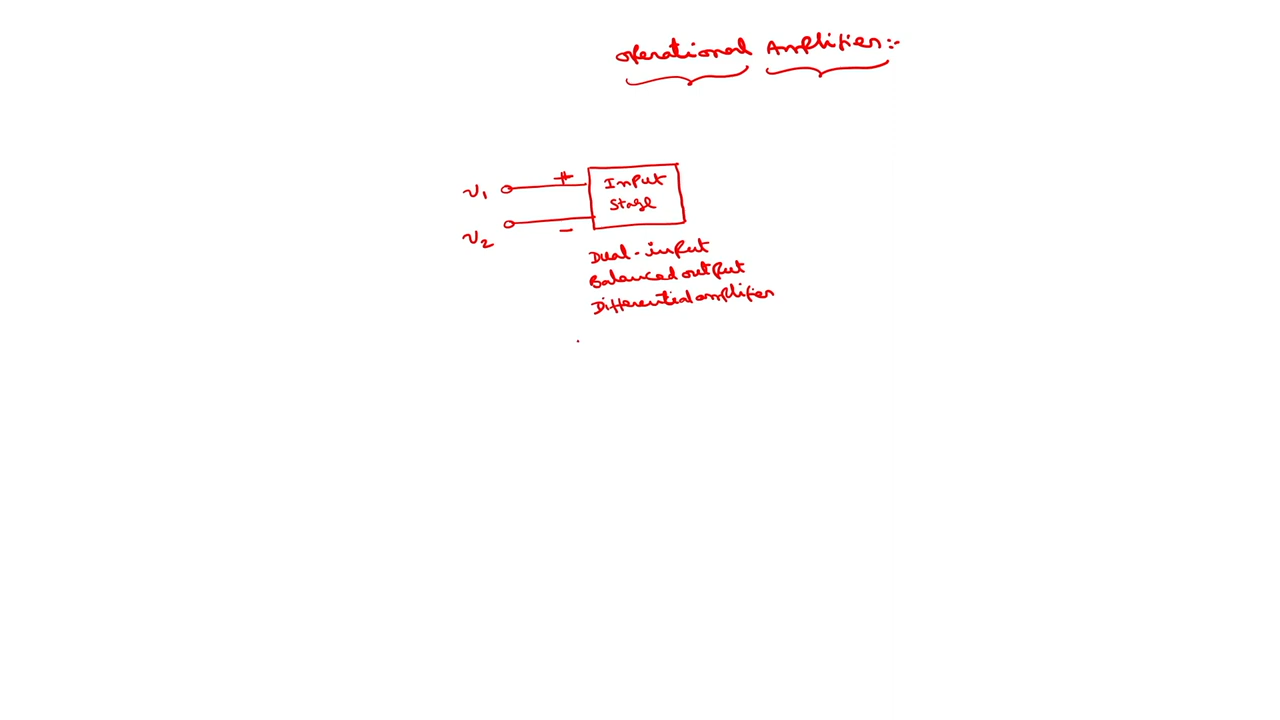 Operational Amplifier:-
+
v1
Input
Stage
v2
-
Dual-input
Balanced output
Differential amplifier